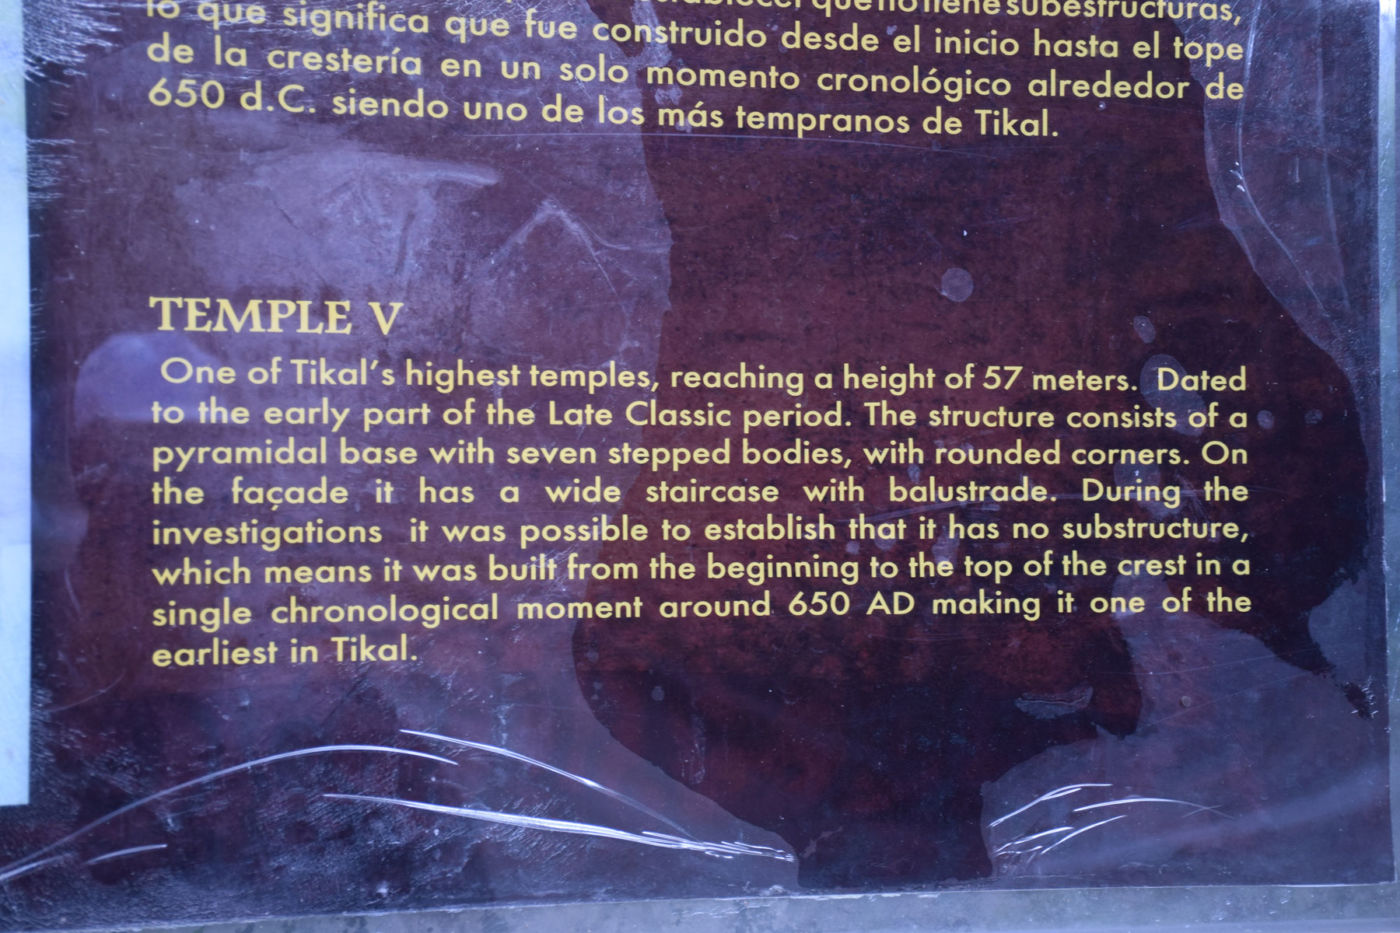 que no tiene subestructuras,
lo que significa que fue construido desde el inicio hasta el tope
de la crestería en un solo momento cronológico alrededor de
650 d.C. siendo uno de los más tempranos de Tikal.
TEMPLE V
One of Tikal's highest temples, reaching a height of 57 meters. Dated
to the early part of the Late Classic period. The structure consists of a
pyramidal base with seven stepped bodies, with rounded corners. On
the façade it has a wide staircase with balustrade. During the
investigations it was possible to establish that it has no substructure,
which means it was built from the beginning to the top of the crest in a
single chronological moment around 650 AD making it one of the
earliest in Tikal.